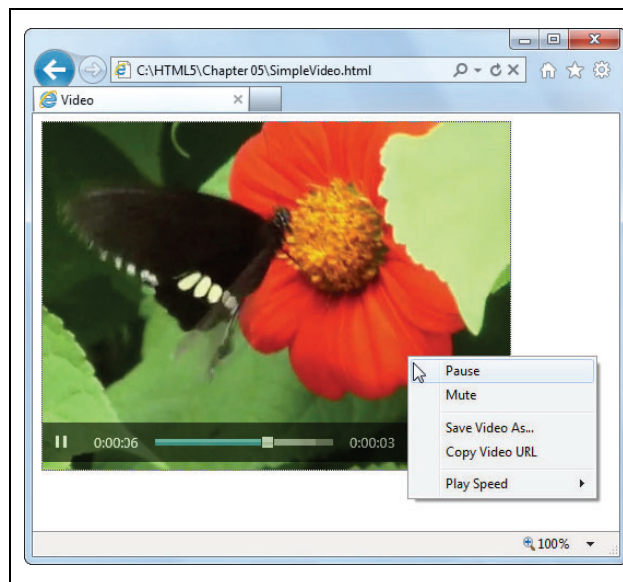 C:\HTML5\Chapter 05\SimpleVideo.html
Video
Pause
Mute
Save Video As...
Copy Video URL
Play Speed
0:00:06 0:00:03
100%